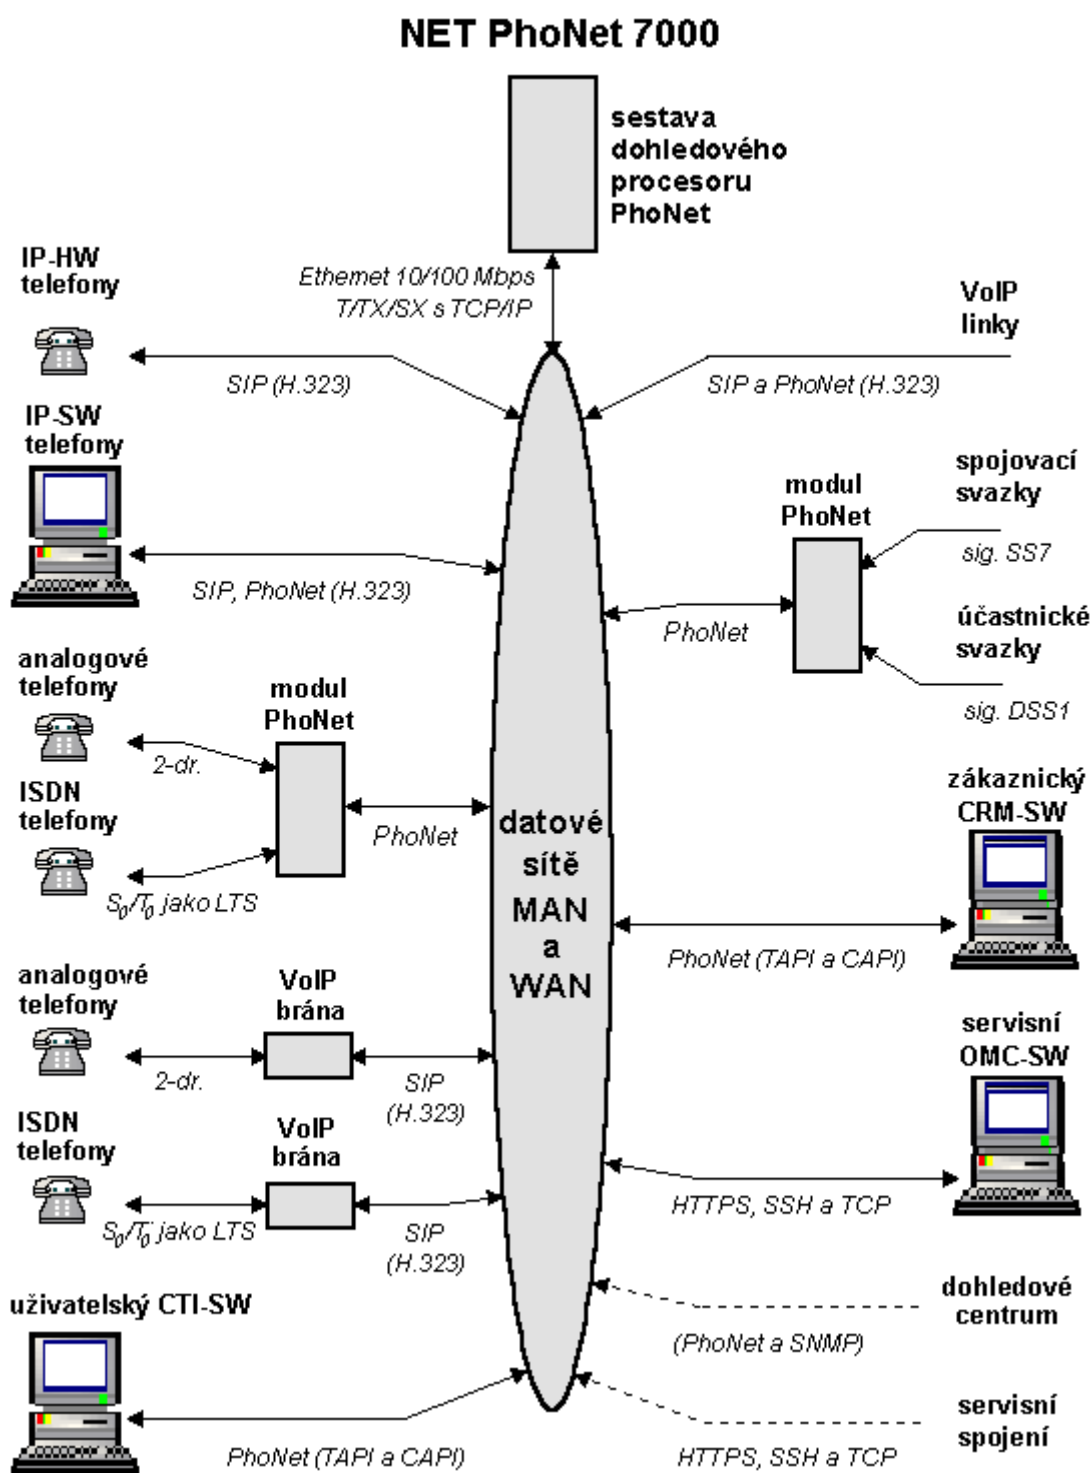 NET PhoNet 7000
sestava
dohledového
procesoru
PhoNet
Ethernet 10/100 Mbps
T/TX/SX s TCP/IP
IP-HW
telefony
SIP (H.323)
VoIP
linky
SIP a PhoNet (H.323)
IP-SW
telefony
SIP, PhoNet (H.323)
modul
PhoNet
spojovací
svazky
sig. SS7
PhoNet
účastnické
svazky
sig. DSS1
analogové
telefony
2-dr.
modul
PhoNet
ISDN
telefony
S0/T0 jako LTS
PhoNet
datové
sítě
MAN
a
WAN
zákaznický
CRM-SW
PhoNet (TAPI a CAPI)
analogové
telefony
2-dr.
VoIP
brána
SIP
(H.323)
servisní
OMC-SW
HTTPS, SSH a TCP
ISDN
telefony
S0/T0 jako LTS
VoIP
brána
SIP
(H.323)
dohledové
centrum
(PhoNet a SNMP)
uživatelský CTI-SW
PhoNet (TAPI a CAPI)
servisní
spojení
HTTPS, SSH a TCP